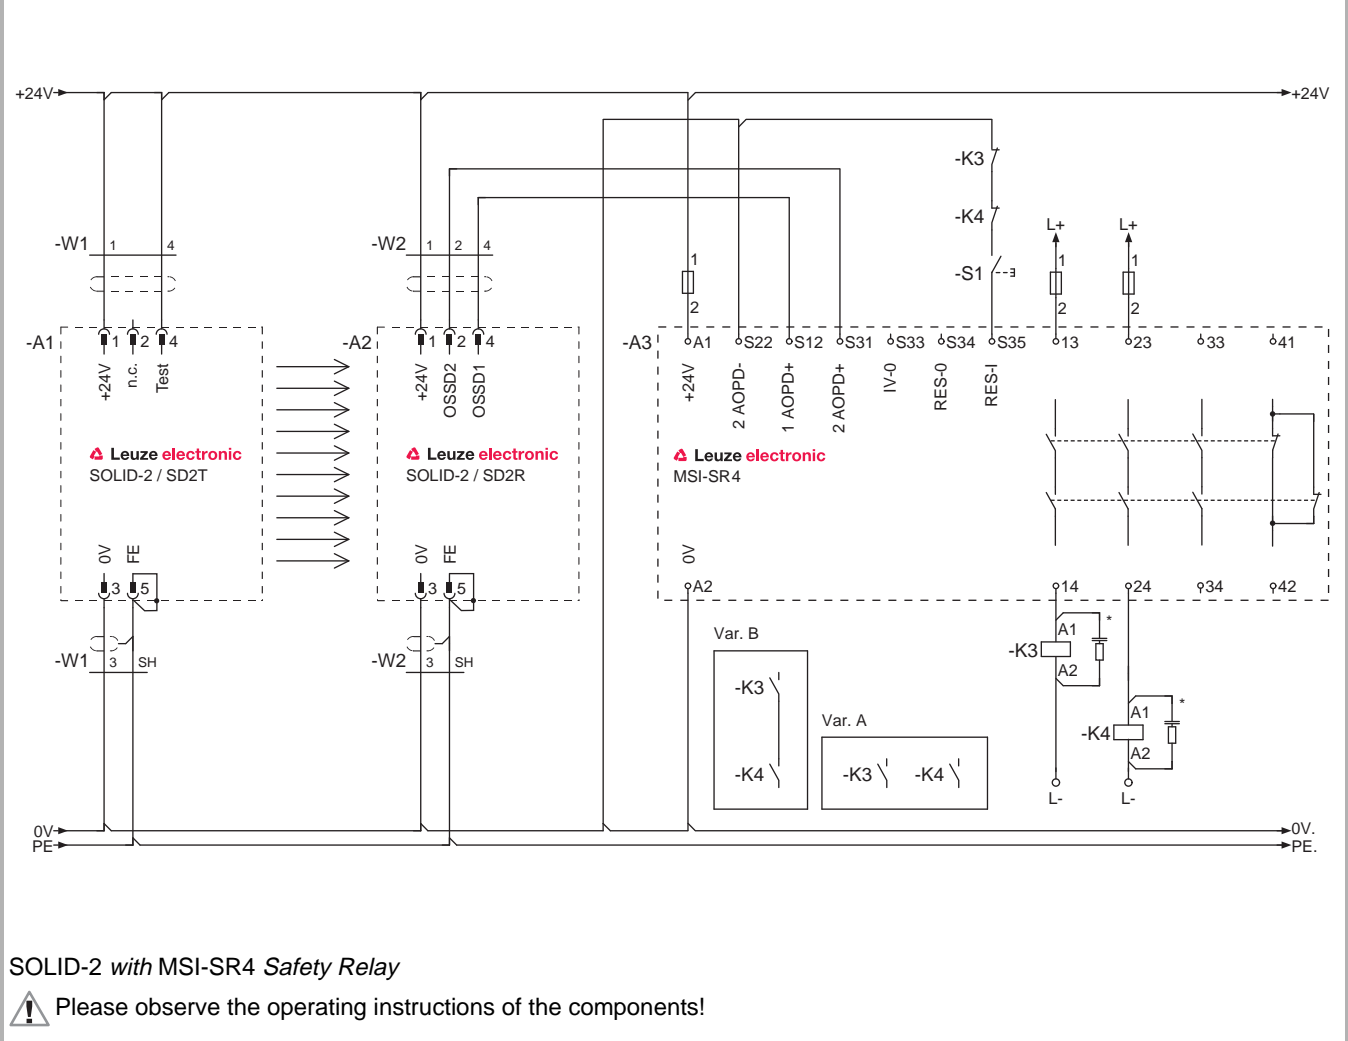 +24V
+24V
-K3
-K4
-S1
L+
L+
-W1 1 4
-W2 1 2 4
1
2
1
2
1
2
-A1 1 2 4
+24V
n.c.
Test
-A2 1 2 4
+24V
OSSD2
OSSD1
-A3 A1 S22 S12 S31 S33 S34 S35 13 23 33 41
+24V
2 AOPD-
1 AOPD+
2 AOPD+
IV-0
RES-0
RES-I
Leuze electronic
SOLID-2 / SD2T
Leuze electronic
SOLID-2 / SD2R
Leuze electronic
MSI-SR4
0V
FE
3 5
0V
FE
3 5
0V
A2 14 24 34 42
-W1 3 SH
-W2 3 SH
Var. B
-K3
-K4
Var. A
-K3 -K4
-K3 A1 *
A2
-K4 A1 *
A2
L- L-
0V 0V.
PE PE.
SOLID-2 with MSI-SR4 Safety Relay
Please observe the operating instructions of the components!